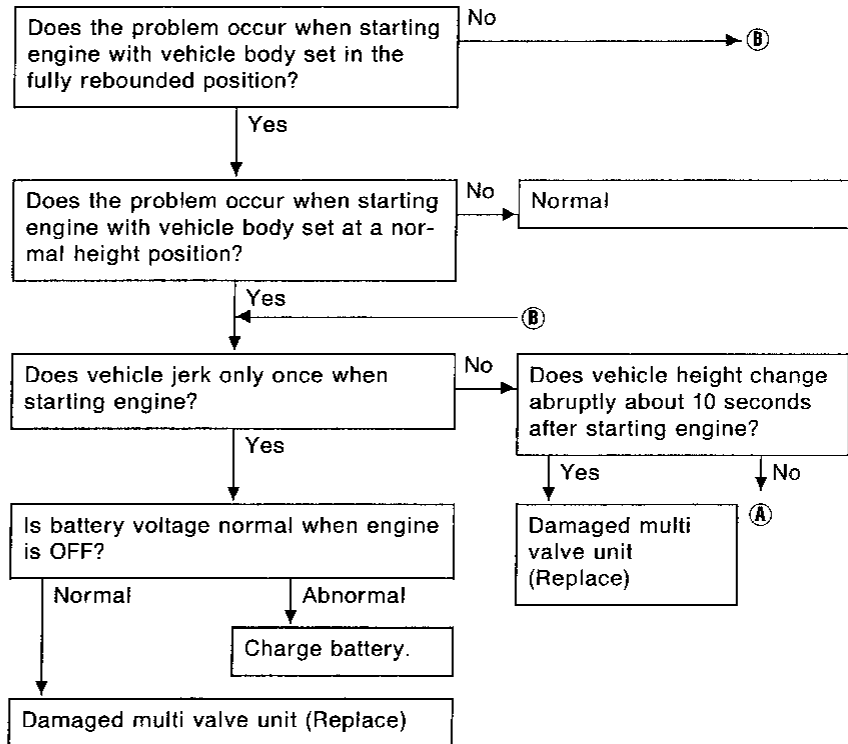 Does the problem occur when starting
engine with vehicle body set in the
fully rebounded position?
No
B
Yes
Does the problem occur when starting
engine with vehicle body set at a nor-
mal height position?
No
Normal
Yes
B
Does vehicle jerk only once when
starting engine?
No
Does vehicle height change
abruptly about 10 seconds
after starting engine?
Yes
Yes
No
Is battery voltage normal when engine
is OFF?
Damaged multi
valve unit
(Replace)
A
Normal
Abnormal
Charge battery.
Damaged multi valve unit (Replace)